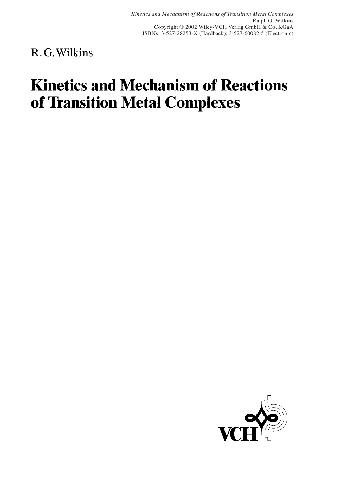 Kinetics and Mechanism of Reactions of Transition Metal Complexes
Ralph G. Wilkins
Copyright © 2002 Wiley-VCH Verlag GmbH & Co. KGaA
R. G. Wilkins
Kinetics and Mechanism of Reactions
of Transition Metal Complexes
VCH